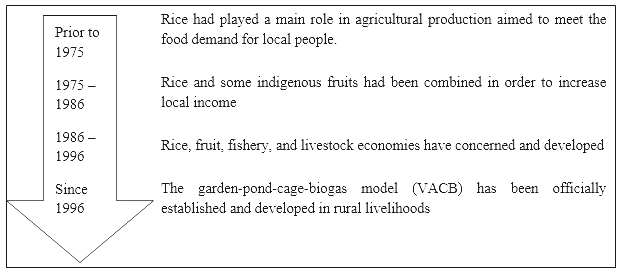 Prior to
1975
Rice had played a main role in agricultural production aimed to meet the
food demand for local people.
1975 –
1986
Rice and some indigenous fruits had been combined in order to increase
local income
1986 –
1996
Rice, fruit, fishery, and livestock economies have concerned and developed
Since
1996
The garden-pond-cage-biogas model (VACB) has been officially
established and developed in rural livelihoods